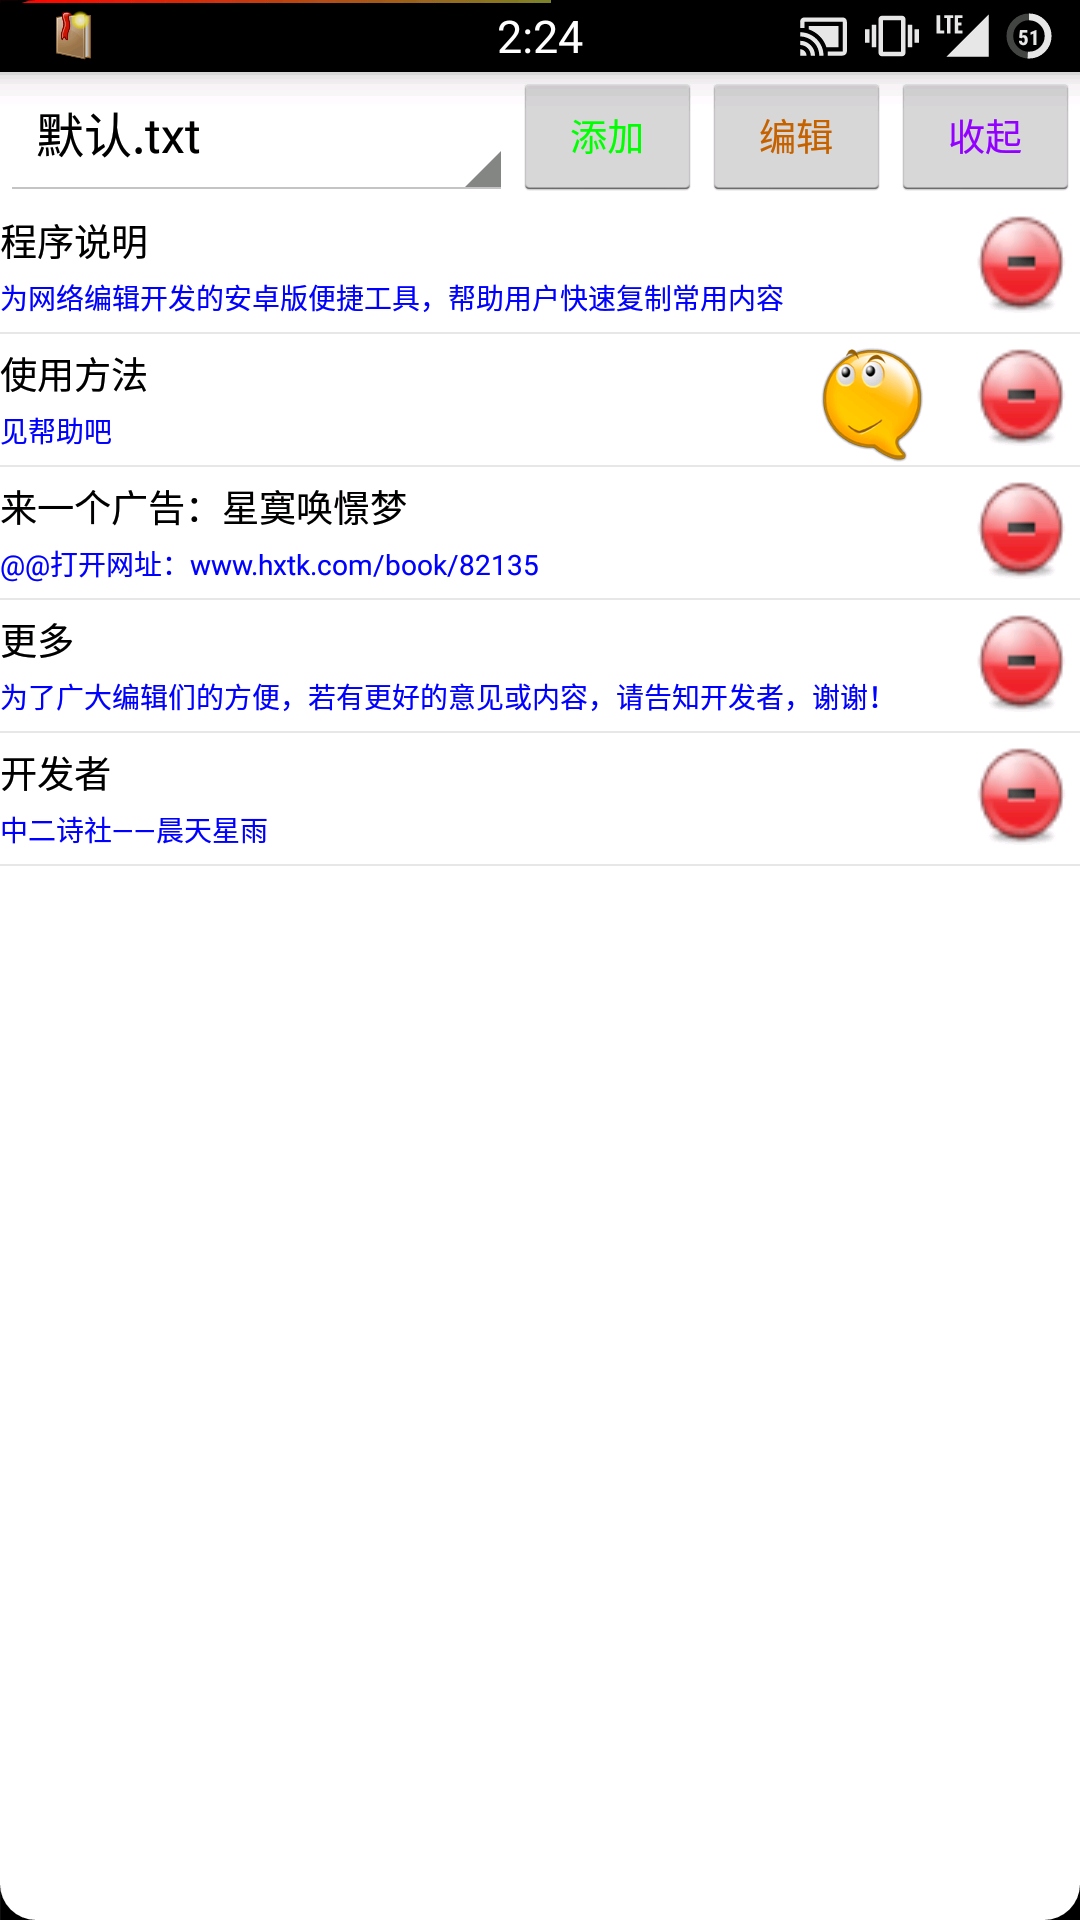 2:24
LTE
51
默认.txt
添加
编辑
收起
程序说明
为网络编辑开发的安卓版便捷工具，帮助用户快速复制常用内容
使用方法
见帮助吧
来一个广告：星寞唤憬梦
@@打开网址：www.hxtk.com/book/82135
更多
为了广大编辑们的方便，若有更好的意见或内容，请告知开发者，谢谢！
开发者
中二诗社——晨天星雨